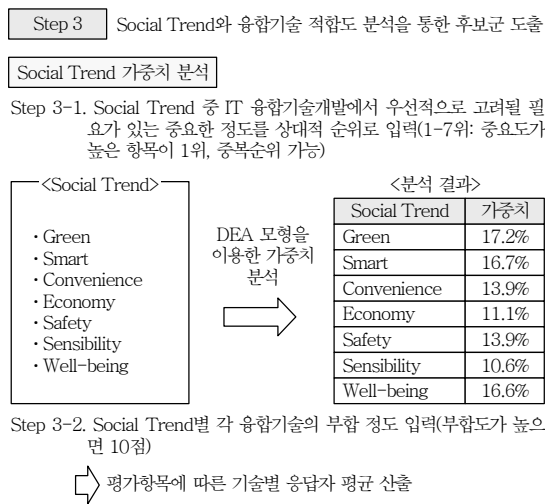 Step 3 Social Trend와 융합기술 적합도 분석을 통한 후보군 도출
Social Trend 가중치 분석
Step 3-1. Social Trend 중 IT 융합기술개발에서 우선적으로 고려될 필
요가 있는 중요한 정도를 상대적 순위로 입력(1-7위: 중요도가
높은 항목이 1위, 중복순위 가능)
<Social Trend>
· Green
· Smart
· Convenience
· Economy
· Safety
· Sensibility
· Well-being
DEA 모형을
이용한 가중치
분석
<분석 결과>
Social Trend 가중치
Green 17.2%
Smart 16.7%
Convenience 13.9%
Economy 11.1%
Safety 13.9%
Sensibility 10.6%
Well-being 16.6%
Step 3-2. Social Trend별 각 융합기술의 부합 정도 입력(부합도가 높으
면 10점)
평가항목에 따른 기술별 응답자 평균 산출